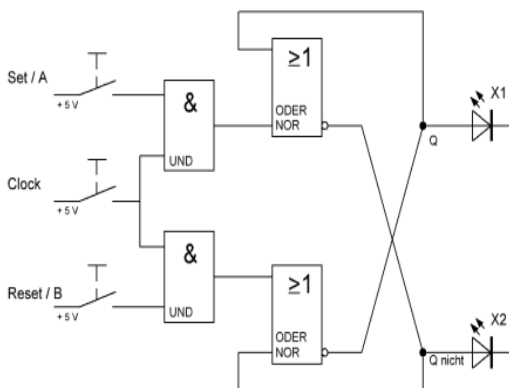 Set / A
+ 5 V
&
UND
≥1
ODER
NOR
Q
X1
Clock
+ 5 V
Reset / B
+ 5 V
&
UND
≥1
ODER
NOR
Q nicht
X2